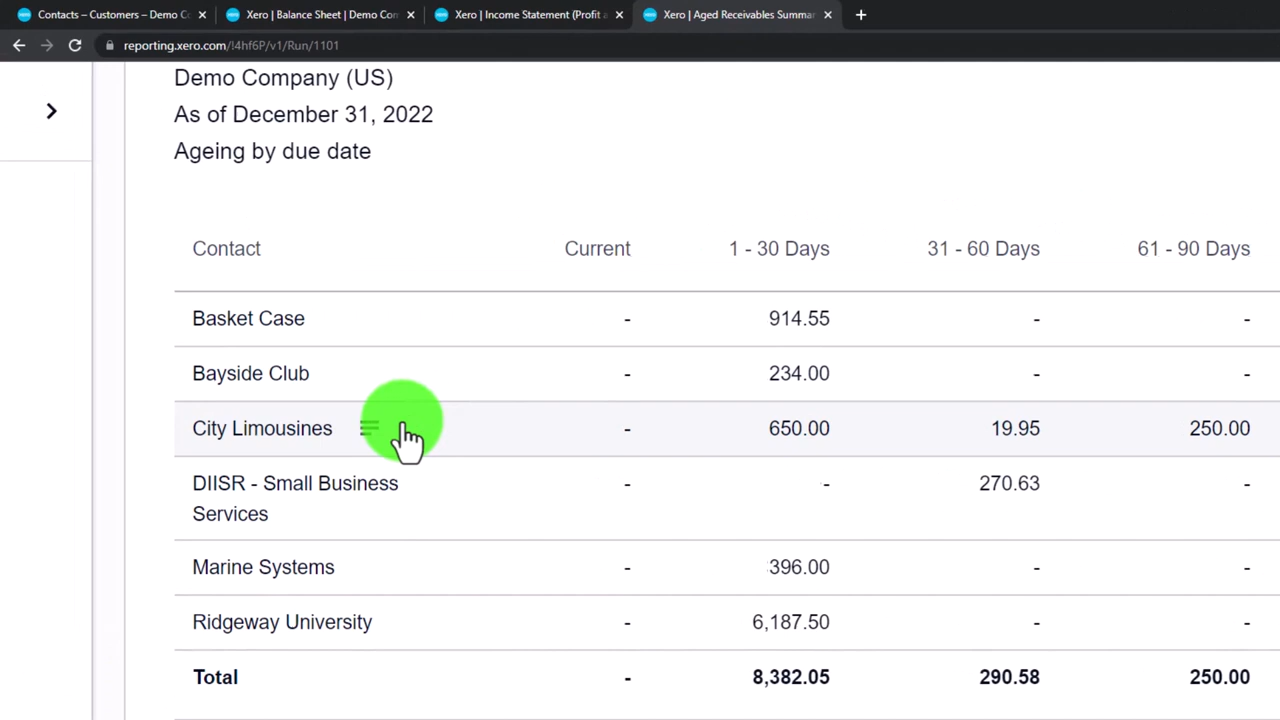 Contacts – Customers – Demo Co
Xero | Balance Sheet | Demo Com
Xero | Income Statement (Profit a
Xero | Aged Receivables Summar
reporting.xero.com/!4hf6P/v1/Run/1101
Demo Company (US)
As of December 31, 2022
Ageing by due date
Contact Current 1 - 30 Days 31 - 60 Days 61 - 90 Days
Basket Case - 914.55 - -
Bayside Club - 234.00 - -
City Limousines - 650.00 19.95 250.00
DIISR - Small Business - - 270.63 -
Services
Marine Systems - 396.00 - -
Ridgeway University - 6,187.50 - -
Total - 8,382.05 290.58 250.00